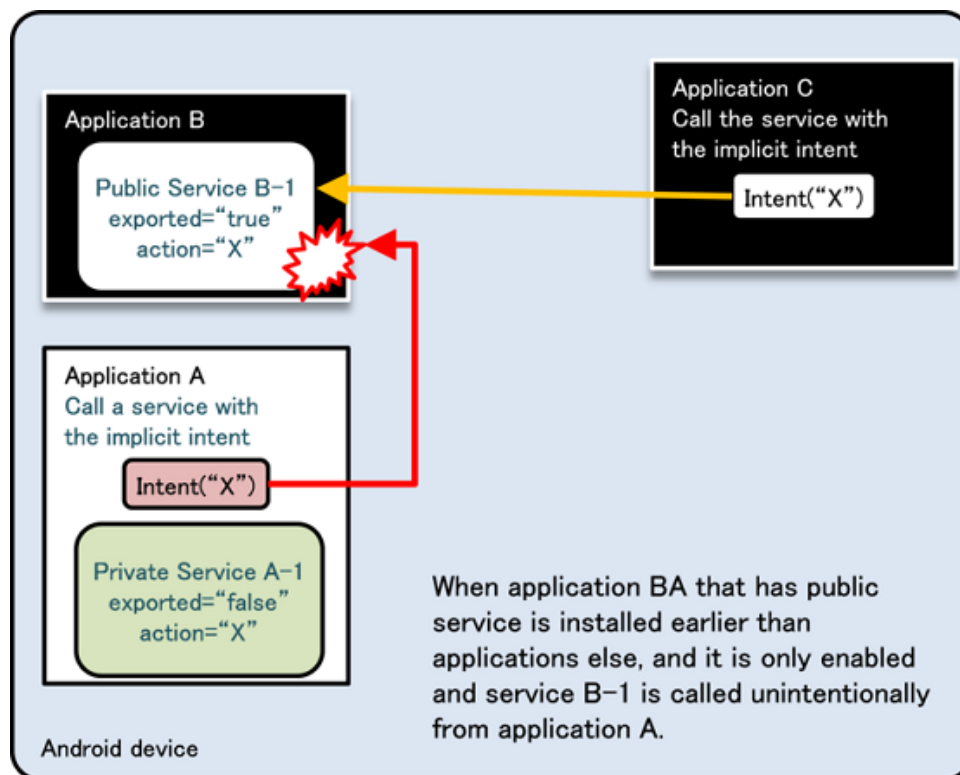 Application B
Public Service B-1
exported=“true”
action=“X”
Application C
Call the service with
the implicit intent
Intent(“X”)
Application A
Call a service with
the implicit intent
Intent(“X”)
Private Service A-1
exported=“false”
action=“X”
When application BA that has public
service is installed earlier than
applications else, and it is only enabled
and service B-1 is called unintentionally
from application A.
Android device